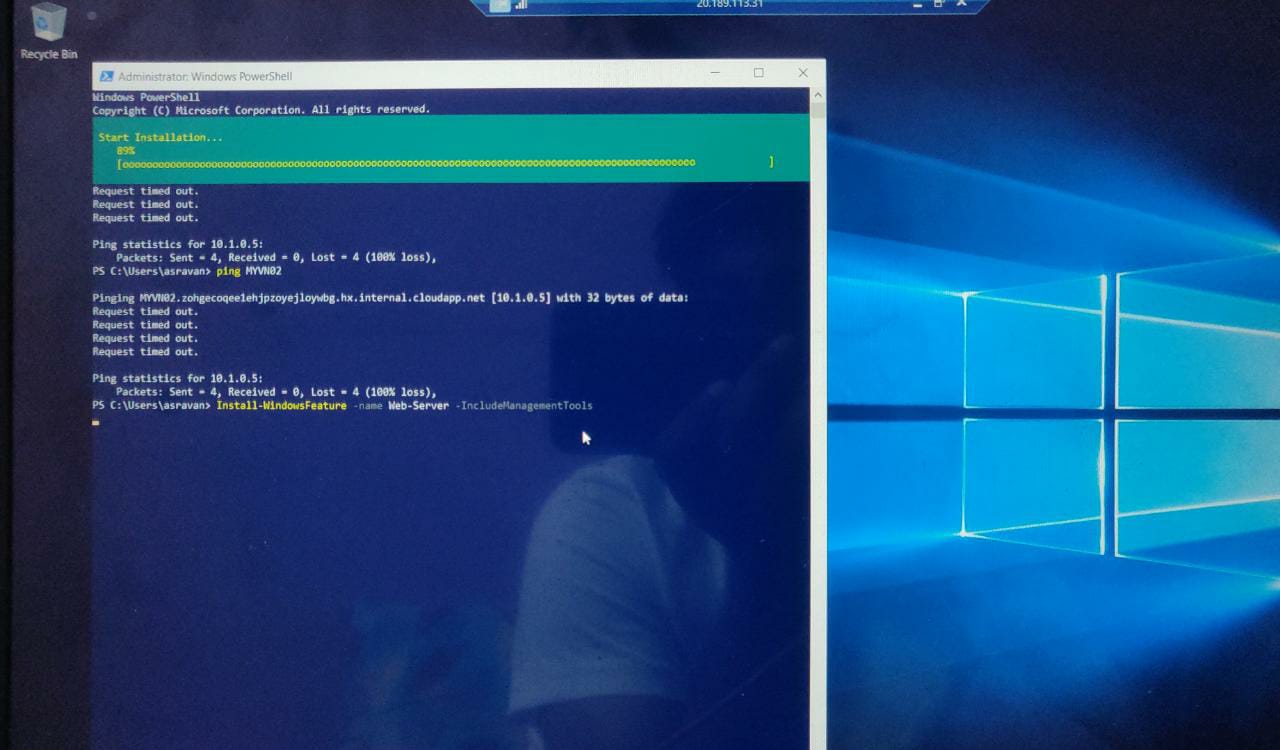 20.189.113.31
Recycle Bin
Administrator: Windows PowerShell
Windows PowerShell
Copyright (C) Microsoft Corporation. All rights reserved.
Start Installation...
89%
[oooooooooooooooooooooooooooooooooooooooooooooooooooooooooooooooooooooooooooooooooooooooooooooooo ]
Request timed out.
Request timed out.
Request timed out.
Ping statistics for 10.1.0.5:
Packets: Sent = 4, Received = 0, Lost = 4 (100% loss),
PS C:\Users\asravan> ping MYVN02
Pinging MYVN02.zohgecoqee1ehjpzoyejloywbg.hx.internal.cloudapp.net [10.1.0.5] with 32 bytes of data:
Request timed out.
Request timed out.
Request timed out.
Request timed out.
Ping statistics for 10.1.0.5:
Packets: Sent = 4, Received = 0, Lost = 4 (100% loss),
PS C:\Users\asravan> Install-WindowsFeature -name Web-Server -IncludeManagementTools